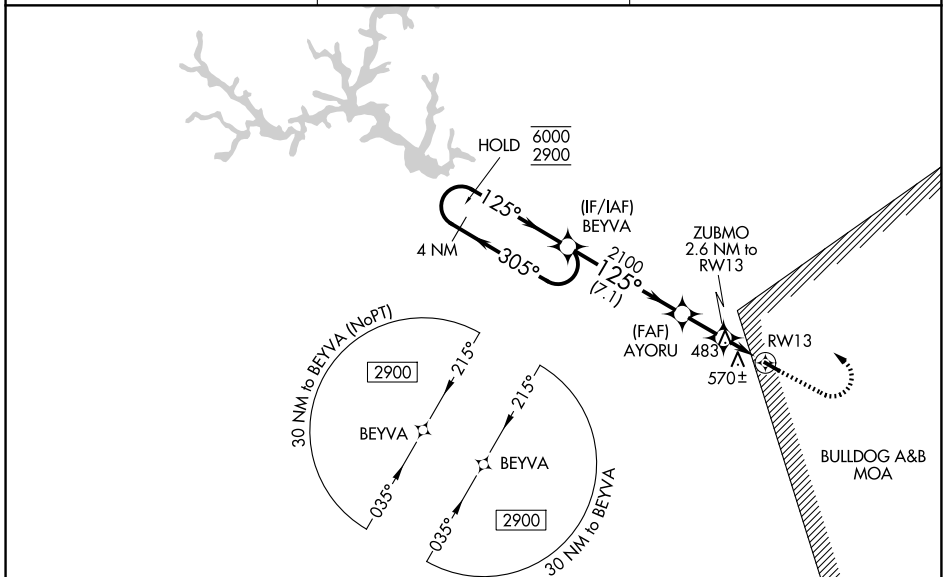 HOLD
6000
2900
125°
(IF/IAF)
BEYVA
4 NM
305°
2100
125°
(7.1)
ZUBMO
2.6 NM to
RW13
(FAF)
AYORU
483
570±
RW13
BULLDOG A&B
MOA
30 NM to BEYVA (NoPT)
2900
215°
BEYVA
035°
215°
BEYVA
2900
035°
30 NM to BEYVA